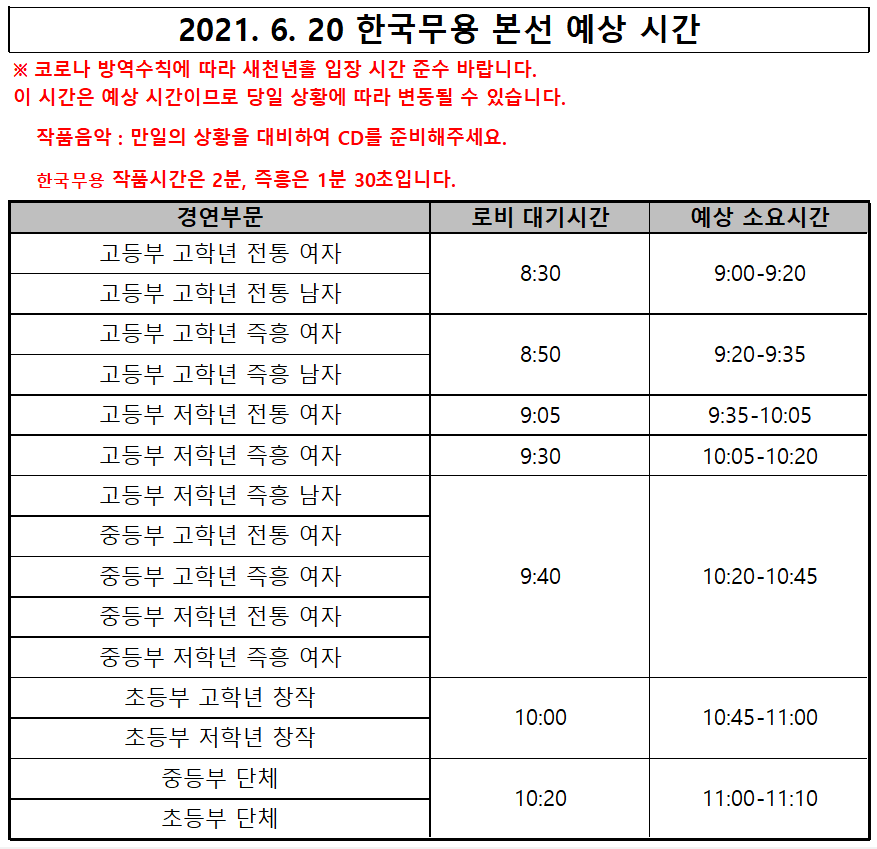 2021. 6. 20 한국무용 본선 예상 시간
※ 코로나 방역수칙에 따라 새천년홀 입장 시간 준수 바랍니다.
이 시간은 예상 시간이므로 당일 상황에 따라 변동될 수 있습니다.
작품음악 : 만일의 상황을 대비하여 CD를 준비해주세요.
한국무용 작품시간은 2분, 즉흥은 1분 30초입니다.
경연부문 로비 대기시간 예상 소요시간
고등부 고학년 전통 여자
8:30 9:00-9:20
고등부 고학년 전통 남자
고등부 고학년 즉흥 여자
8:50 9:20-9:35
고등부 고학년 즉흥 남자
고등부 저학년 전통 여자 9:05 9:35-10:05
고등부 저학년 즉흥 여자 9:30 10:05-10:20
고등부 저학년 즉흥 남자
중등부 고학년 전통 여자
중등부 고학년 즉흥 여자 9:40 10:20-10:45
중등부 저학년 전통 여자
중등부 저학년 즉흥 여자
초등부 고학년 창작
10:00 10:45-11:00
초등부 저학년 창작
중등부 단체
10:20 11:00-11:10
초등부 단체